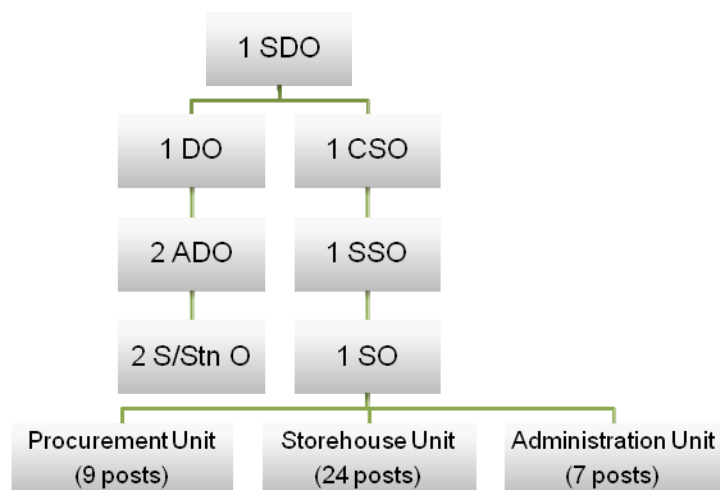 1 SDO
1 DO
1 CSO
2 ADO
1 SSO
2 S/Stn O
1 SO
Procurement Unit
(9 posts)
Storehouse Unit
(24 posts)
Administration Unit
(7 posts)